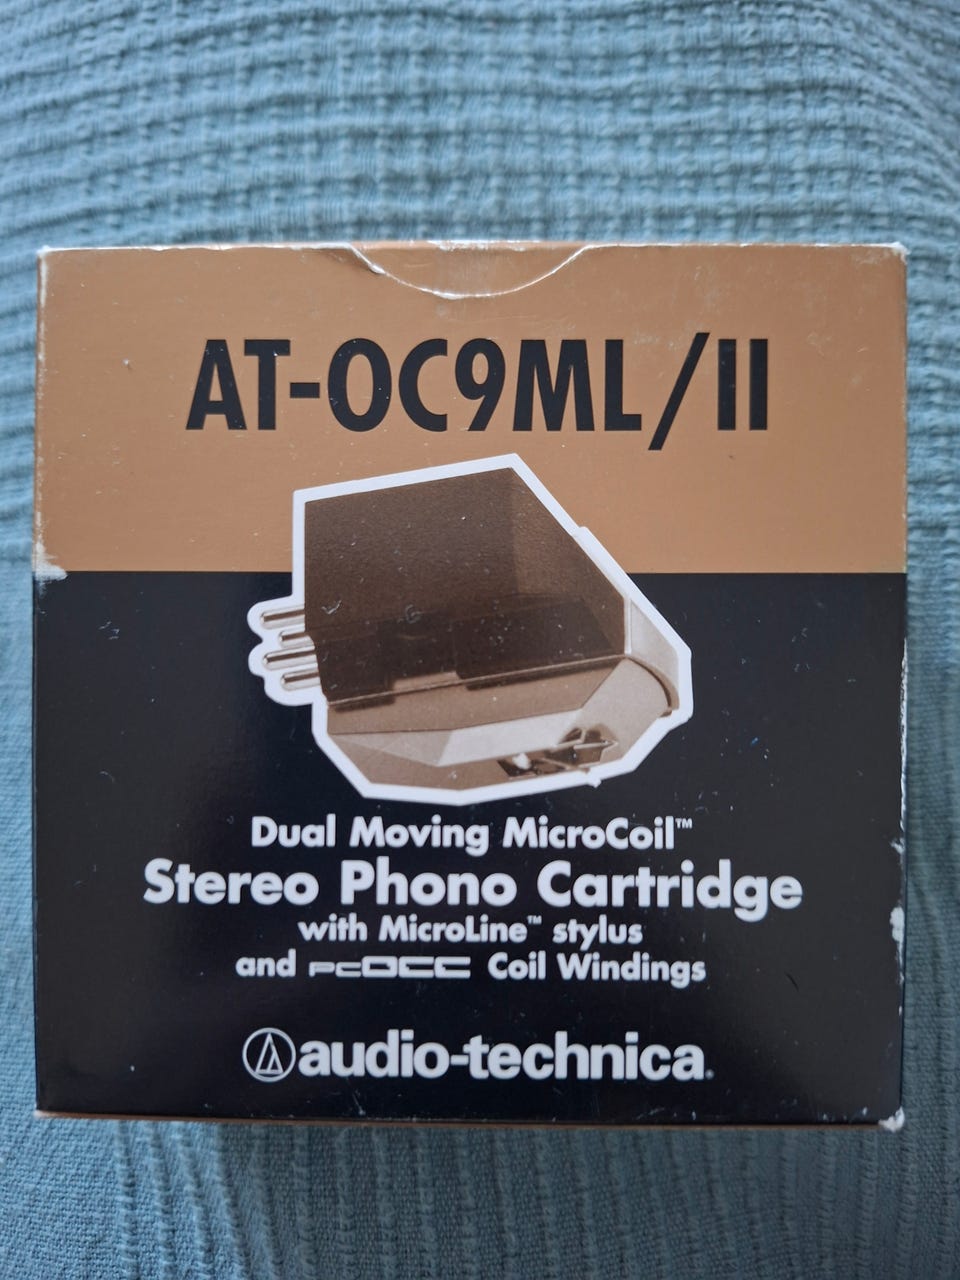 AT-OC9ML/II
Dual Moving MicroCoil™
Stereo Phono Cartridge
with MicroLine™ stylus
and PCOCC Coil Windings
audio-technica®